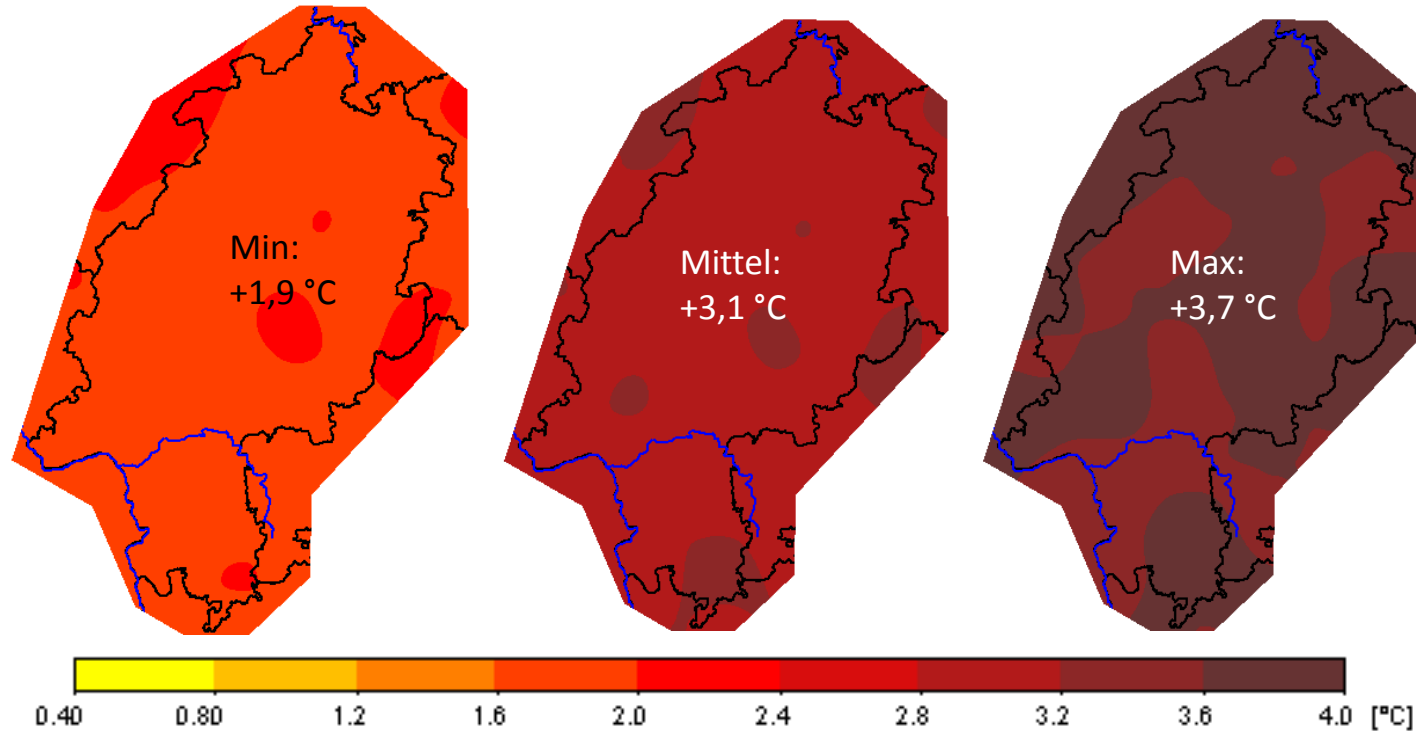 Min:
+1,9 °C
Mittel:
+3,1 °C
Max:
+3,7 °C
0.40 0.80 1.2 1.6 2.0 2.4 2.8 3.2 3.6 4.0 [°C]